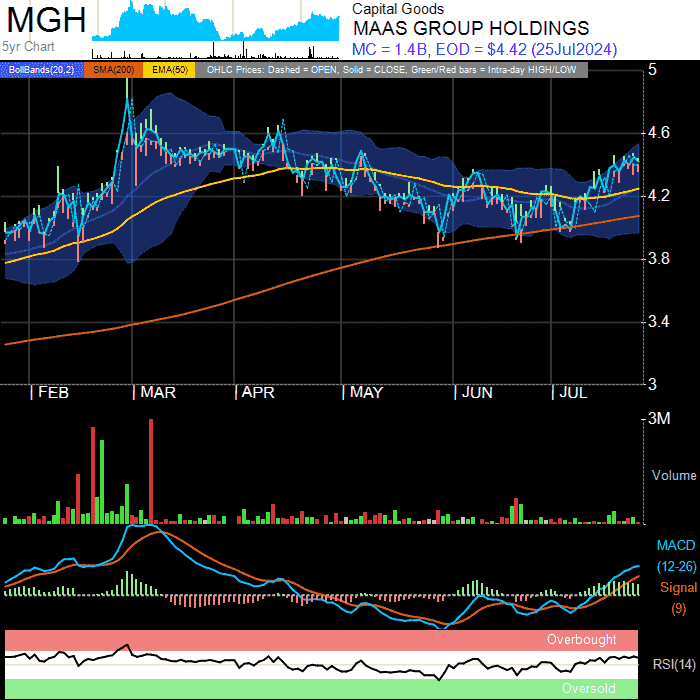 MGH
5yr Chart
Capital Goods
MAAS GROUP HOLDINGS
MC = 1.4B, EOD = $4.42 (25Jul2024)
BollBands(20,2) SMA(200) EMA(50) OHLC Prices: Dashed = OPEN, Solid = CLOSE, Green/Red bars = Intra-day HIGH/LOW
5
4.6
4.2
3.8
3.4
3
FEB MAR APR MAY JUN JUL
3M
Volume
MACD
(12-26)
Signal
(9)
Overbought
RSI(14)
Oversold